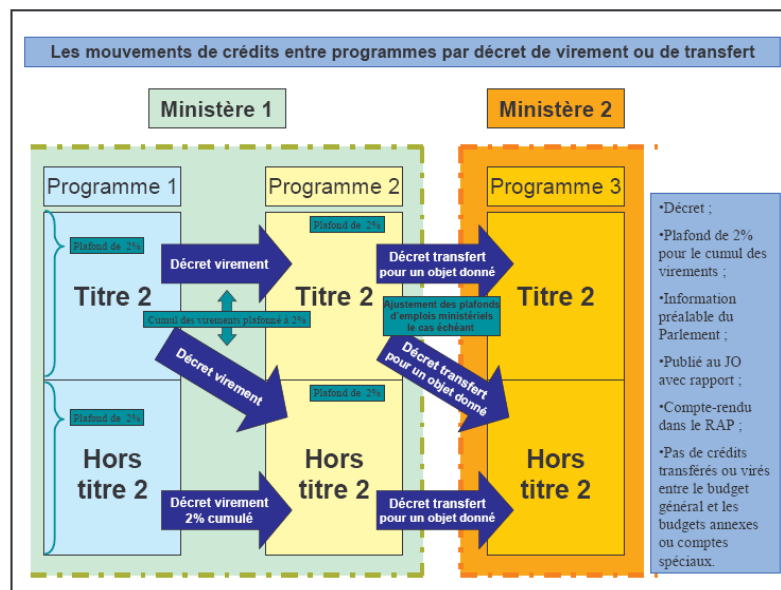 Les mouvements de crédits entre programmes par décret de virement ou de transfert
Ministère 1
Ministère 2
Programme 1
Programme 2
Programme 3
Plafond de 2%
Titre 2
Décret virement
Plafond de 2%
Titre 2
Décret transfert
pour un objet donné
Titre 2
Cumul des virements plafonné à 2%
Ajustement des plafonds
d'emplois ministériels
le cas échéant
Décret virement
Décret transfert
pour un objet donné
Plafond de 2%
Hors
titre 2
Décret virement
2% cumulé
Plafond de 2%
Hors
titre 2
Décret transfert
pour un objet donné
Hors
titre 2
•Décret ;
•Plafond de 2%
pour le cumul des
virements ;
•Information
préalable du
Parlement ;
•Publié au JO
avec rapport ;
•Compte-rendu
dans le RAP ;
•Pas de crédits
transférés ou virés
entre le budget
général et les
budgets annexes
ou comptes
spéciaux.